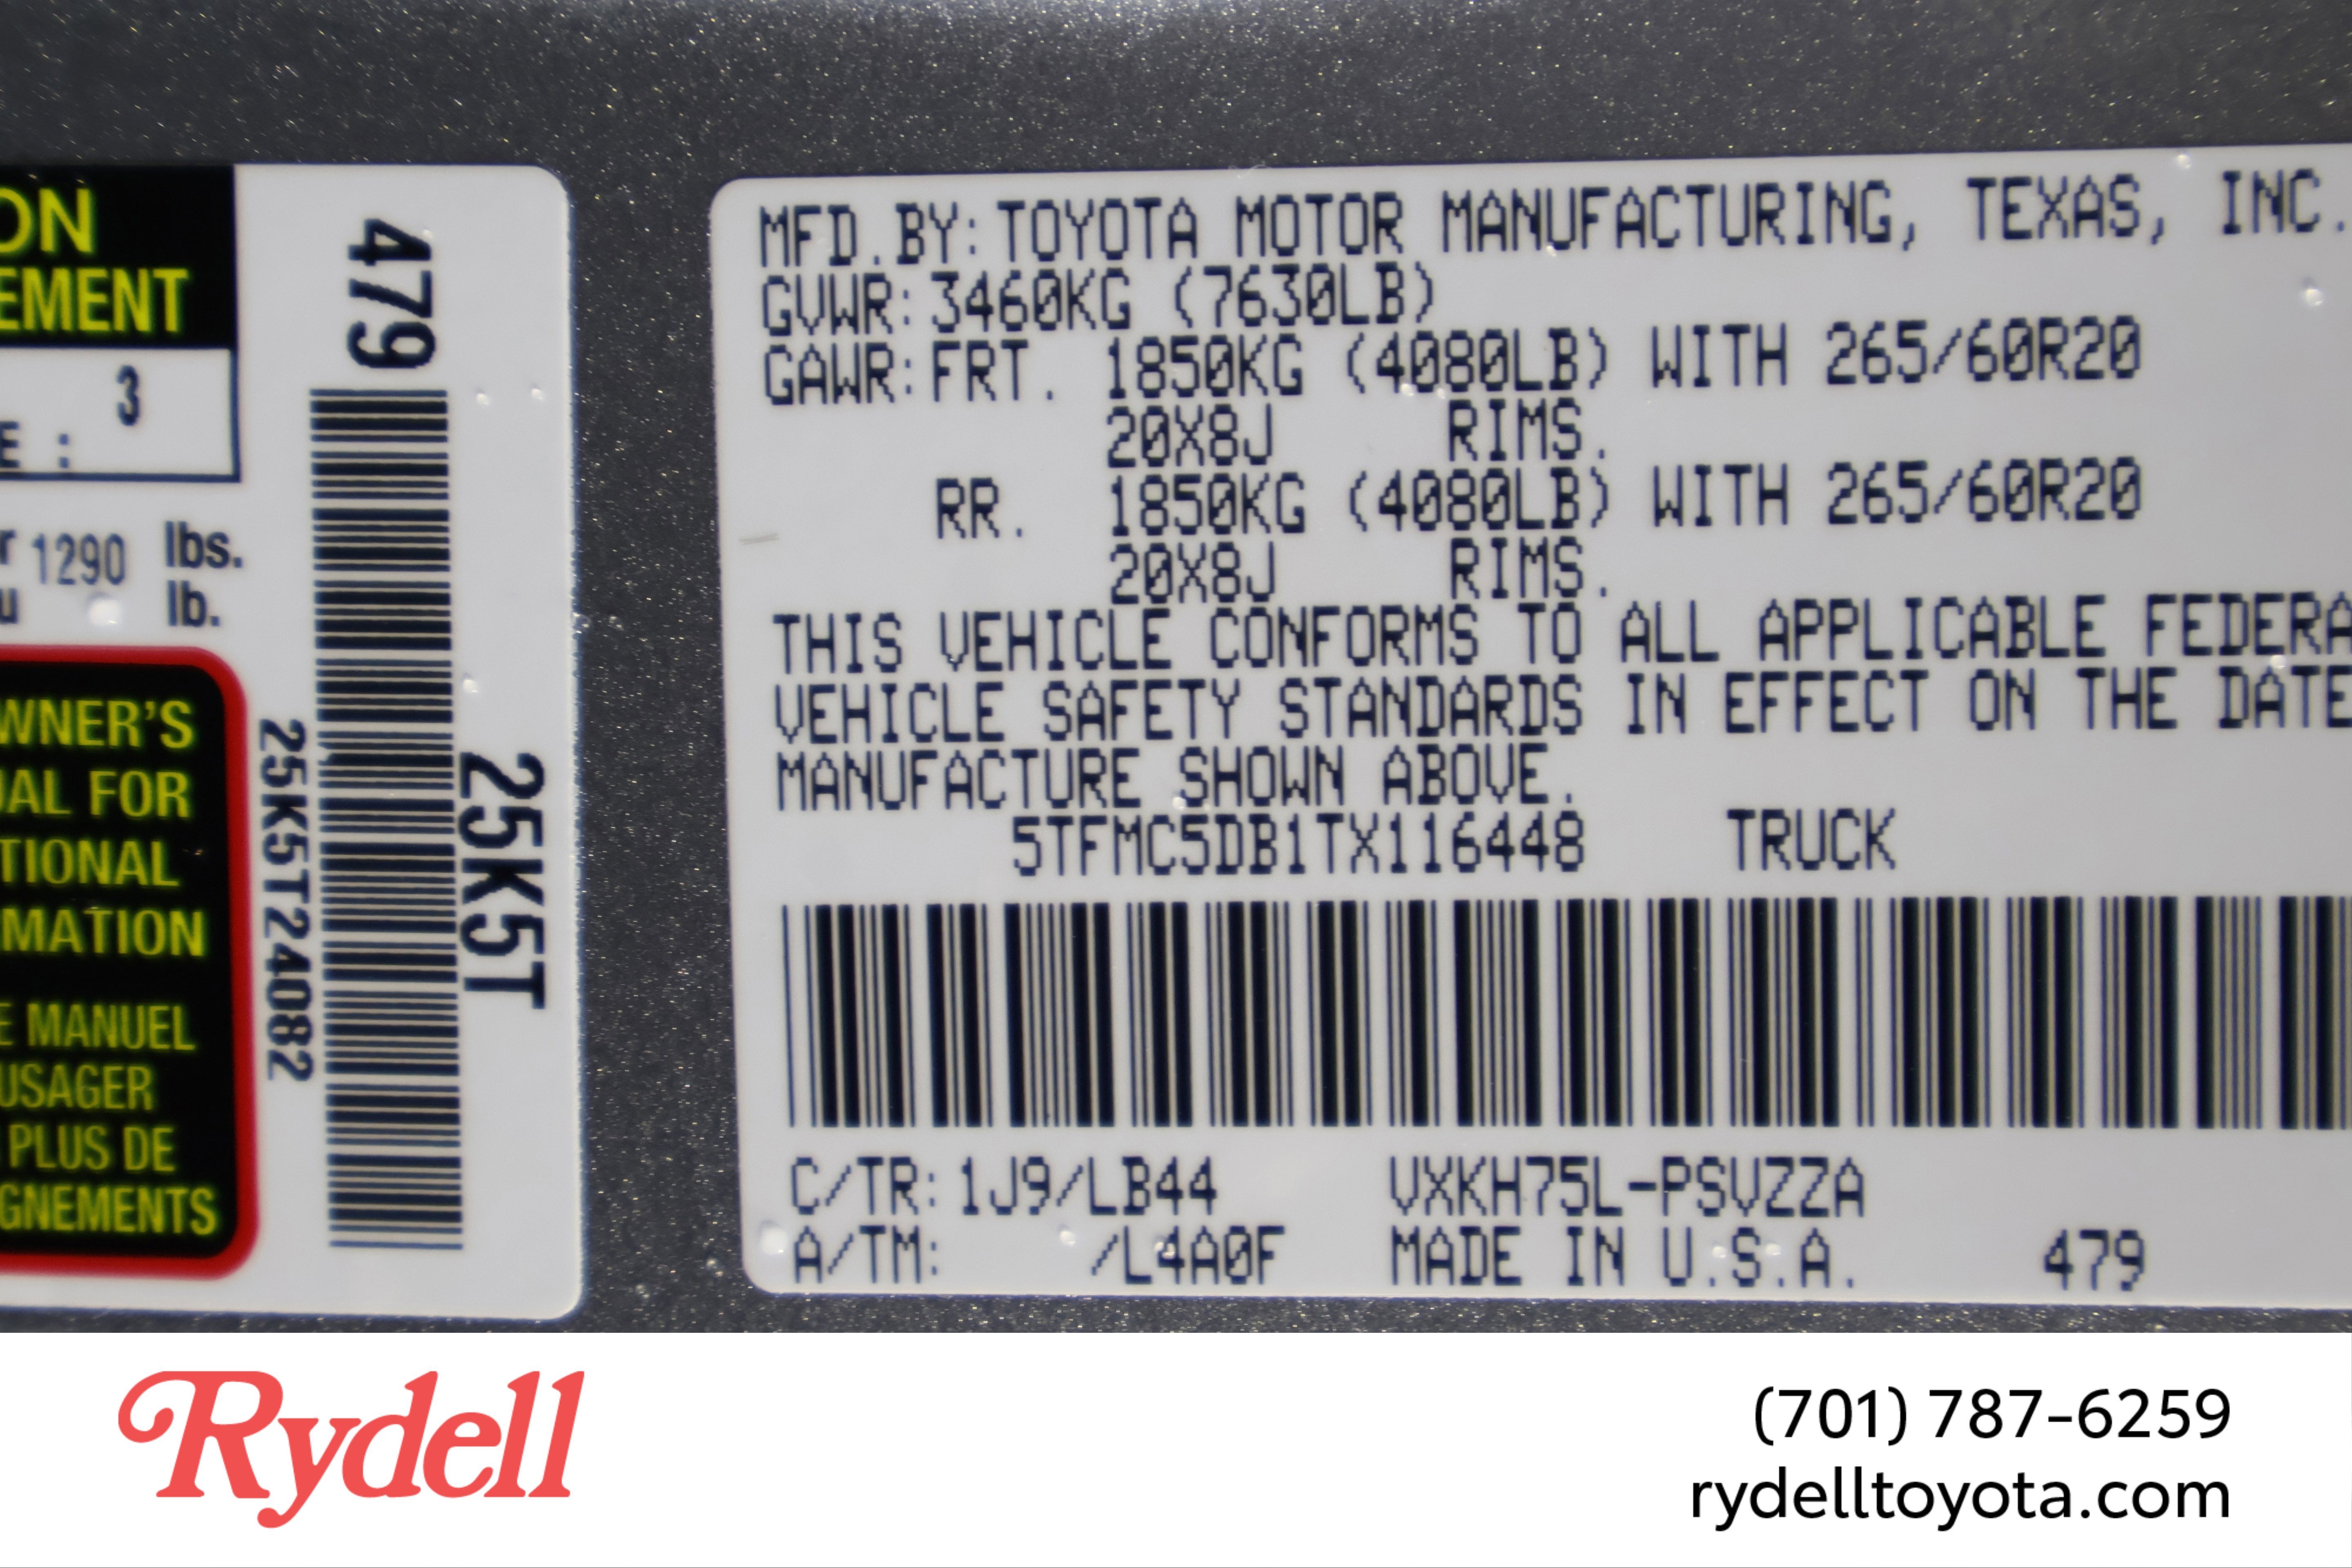 ON
EMENT
3
E :
r 1290 lbs.
u lb.
WNER'S
UAL FOR
TIONAL
MATION
E MANUEL
USAGER
PLUS DE
GNEMENTS
479
25K5T24082
25K5T
MFD.BY: TOYOTA MOTOR MANUFACTURING, TEXAS, INC.
GVWR: 3460KG (7630LB)
GAWR: FRT. 1850KG (4080LB) WITH 265/60R20
20X8J RIMS.
RR. 1850KG (4080LB) WITH 265/60R20
20X8J RIMS.
THIS VEHICLE CONFORMS TO ALL APPLICABLE FEDERA
VEHICLE SAFETY STANDARDS IN EFFECT ON THE DATE
MANUFACTURE SHOWN ABOVE.
5TFMC5DB1TX116448 TRUCK
C/TR: 1J9/LB44 VXKH75L-PSVZZA
A/TM: /L4A0F MADE IN U.S.A. 479
Rydell
(701) 787-6259
rydelltoyota.com